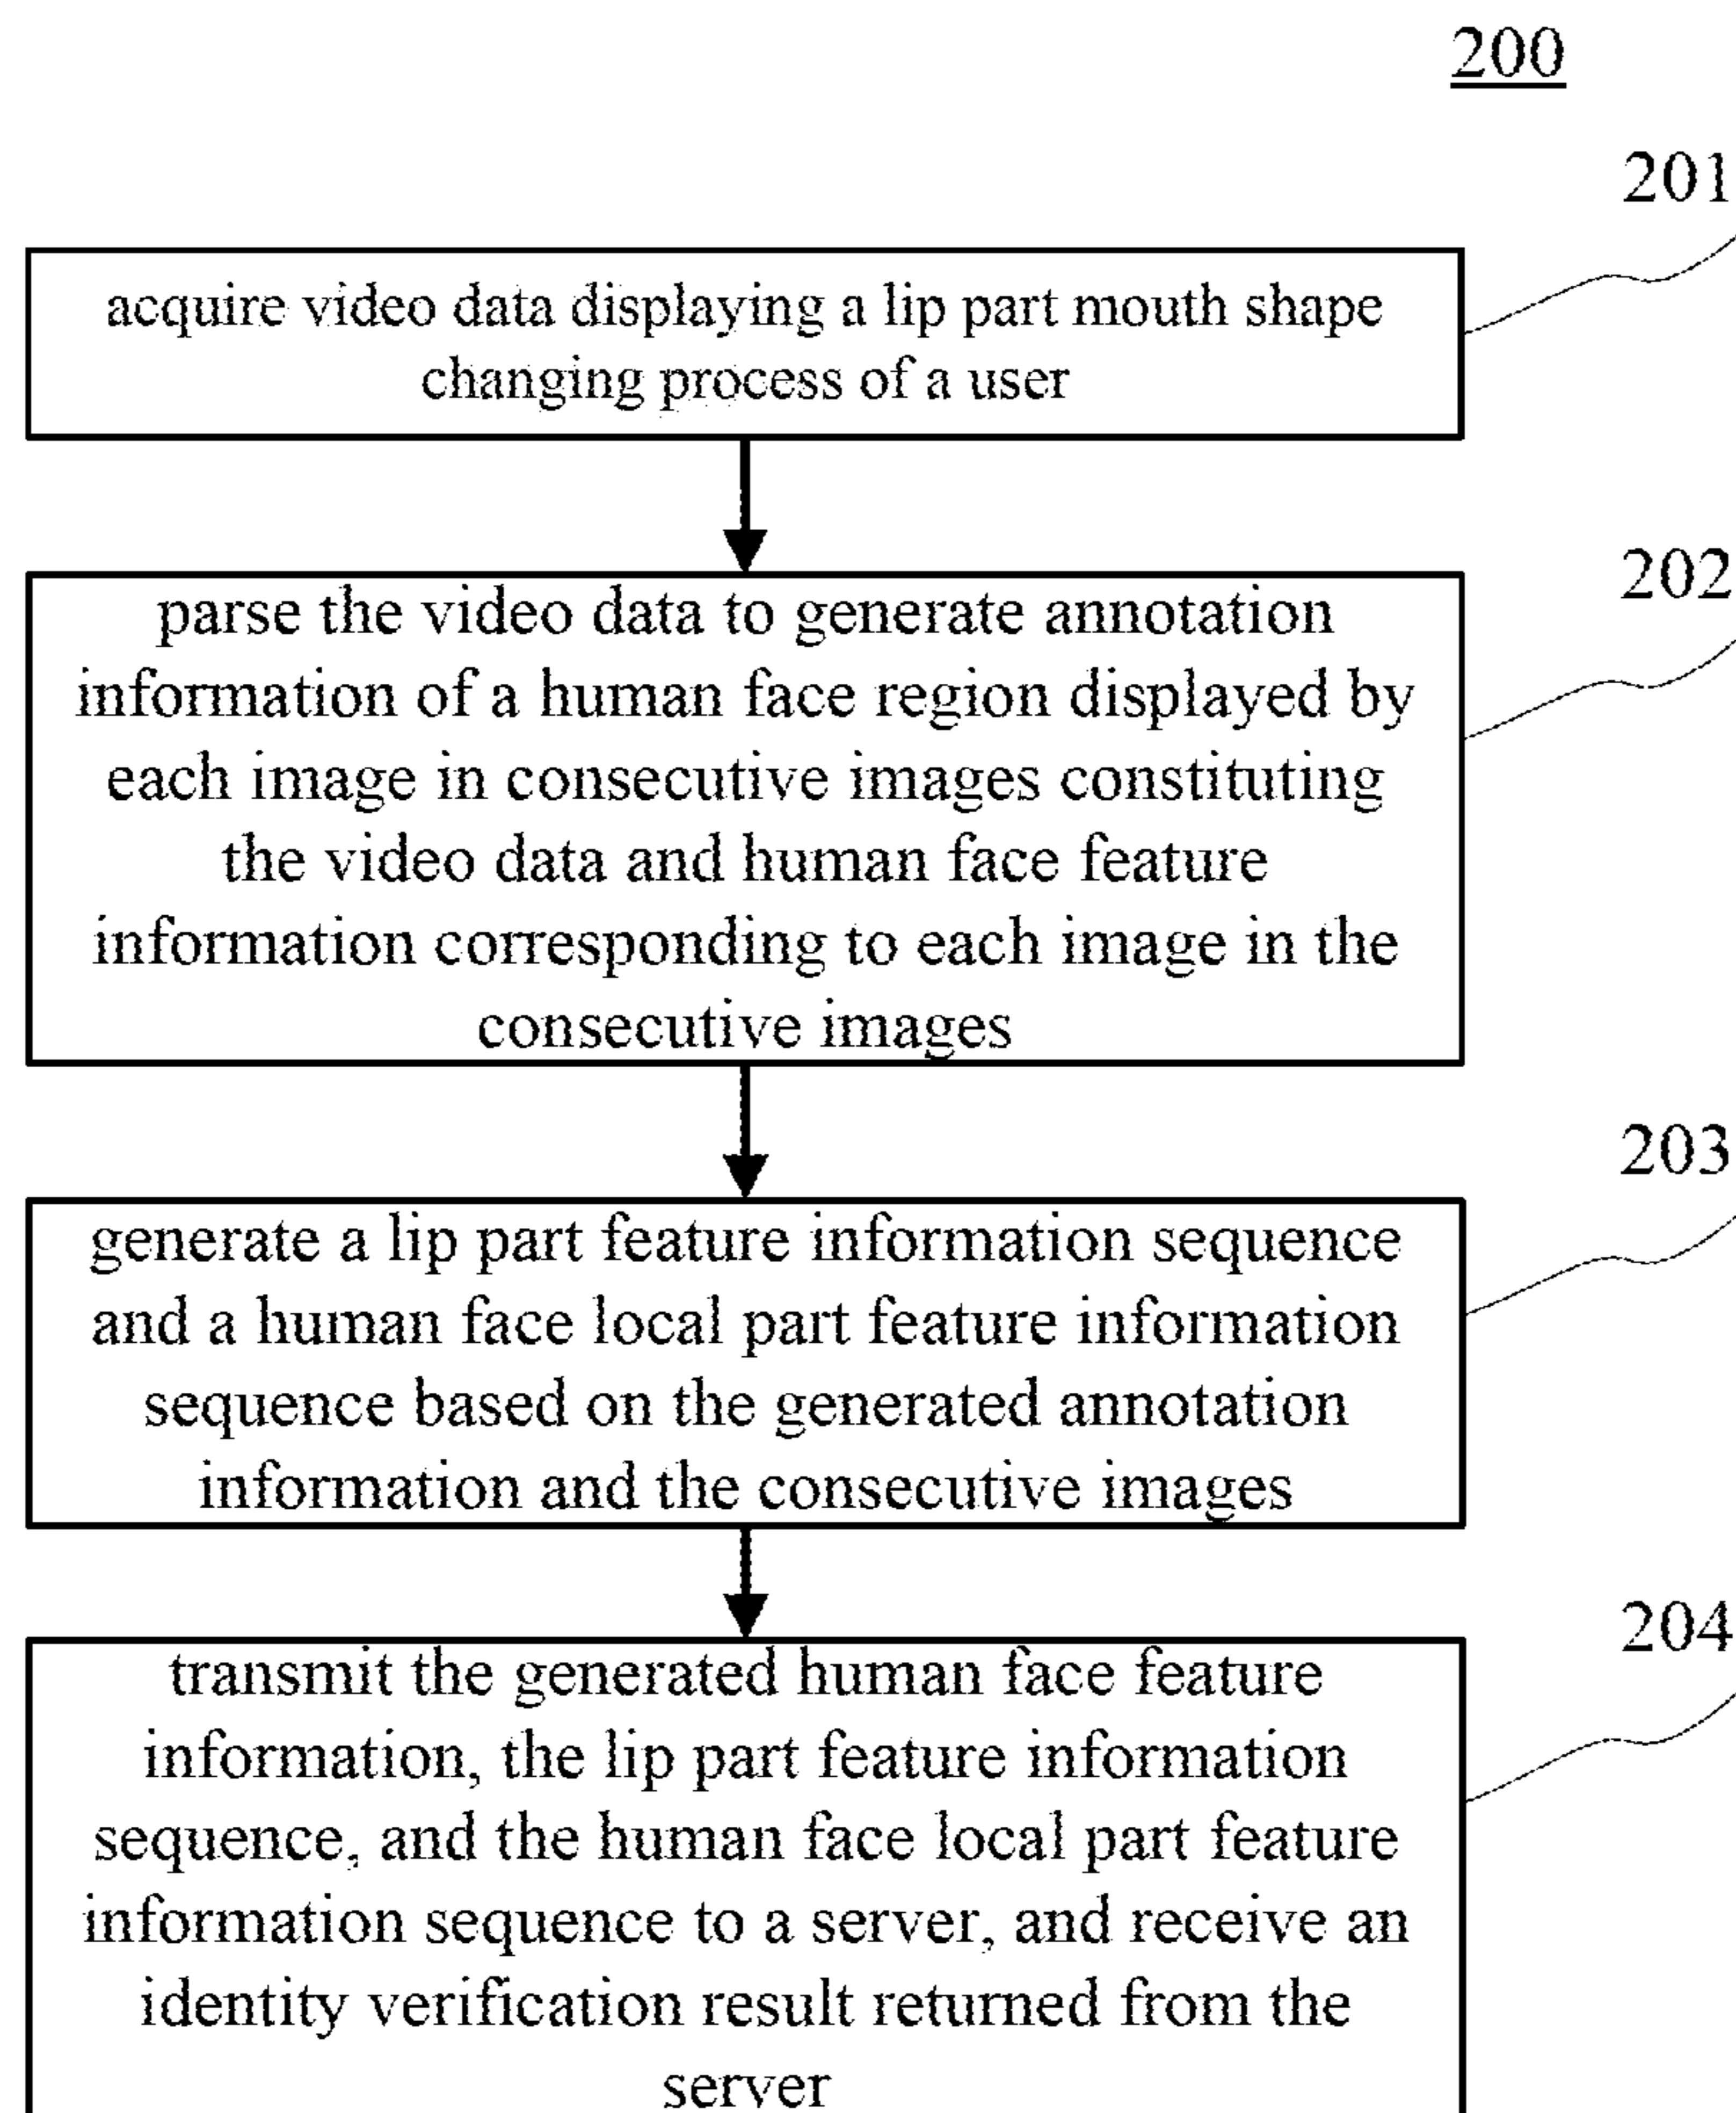 200
201
acquire video data displaying a lip part mouth shape
changing process of a user
202
parse the video data to generate annotation
information of a human face region displayed by
each image in consecutive images constituting
the video data and human face feature
information corresponding to each image in the
consecutive images
203
generate a lip part feature information sequence
and a human face local part feature information
sequence based on the generated annotation
information and the consecutive images
204
transmit the generated human face feature
information, the lip part feature information
sequence, and the human face local part feature
information sequence to a server, and receive an
identity verification result returned from the
server